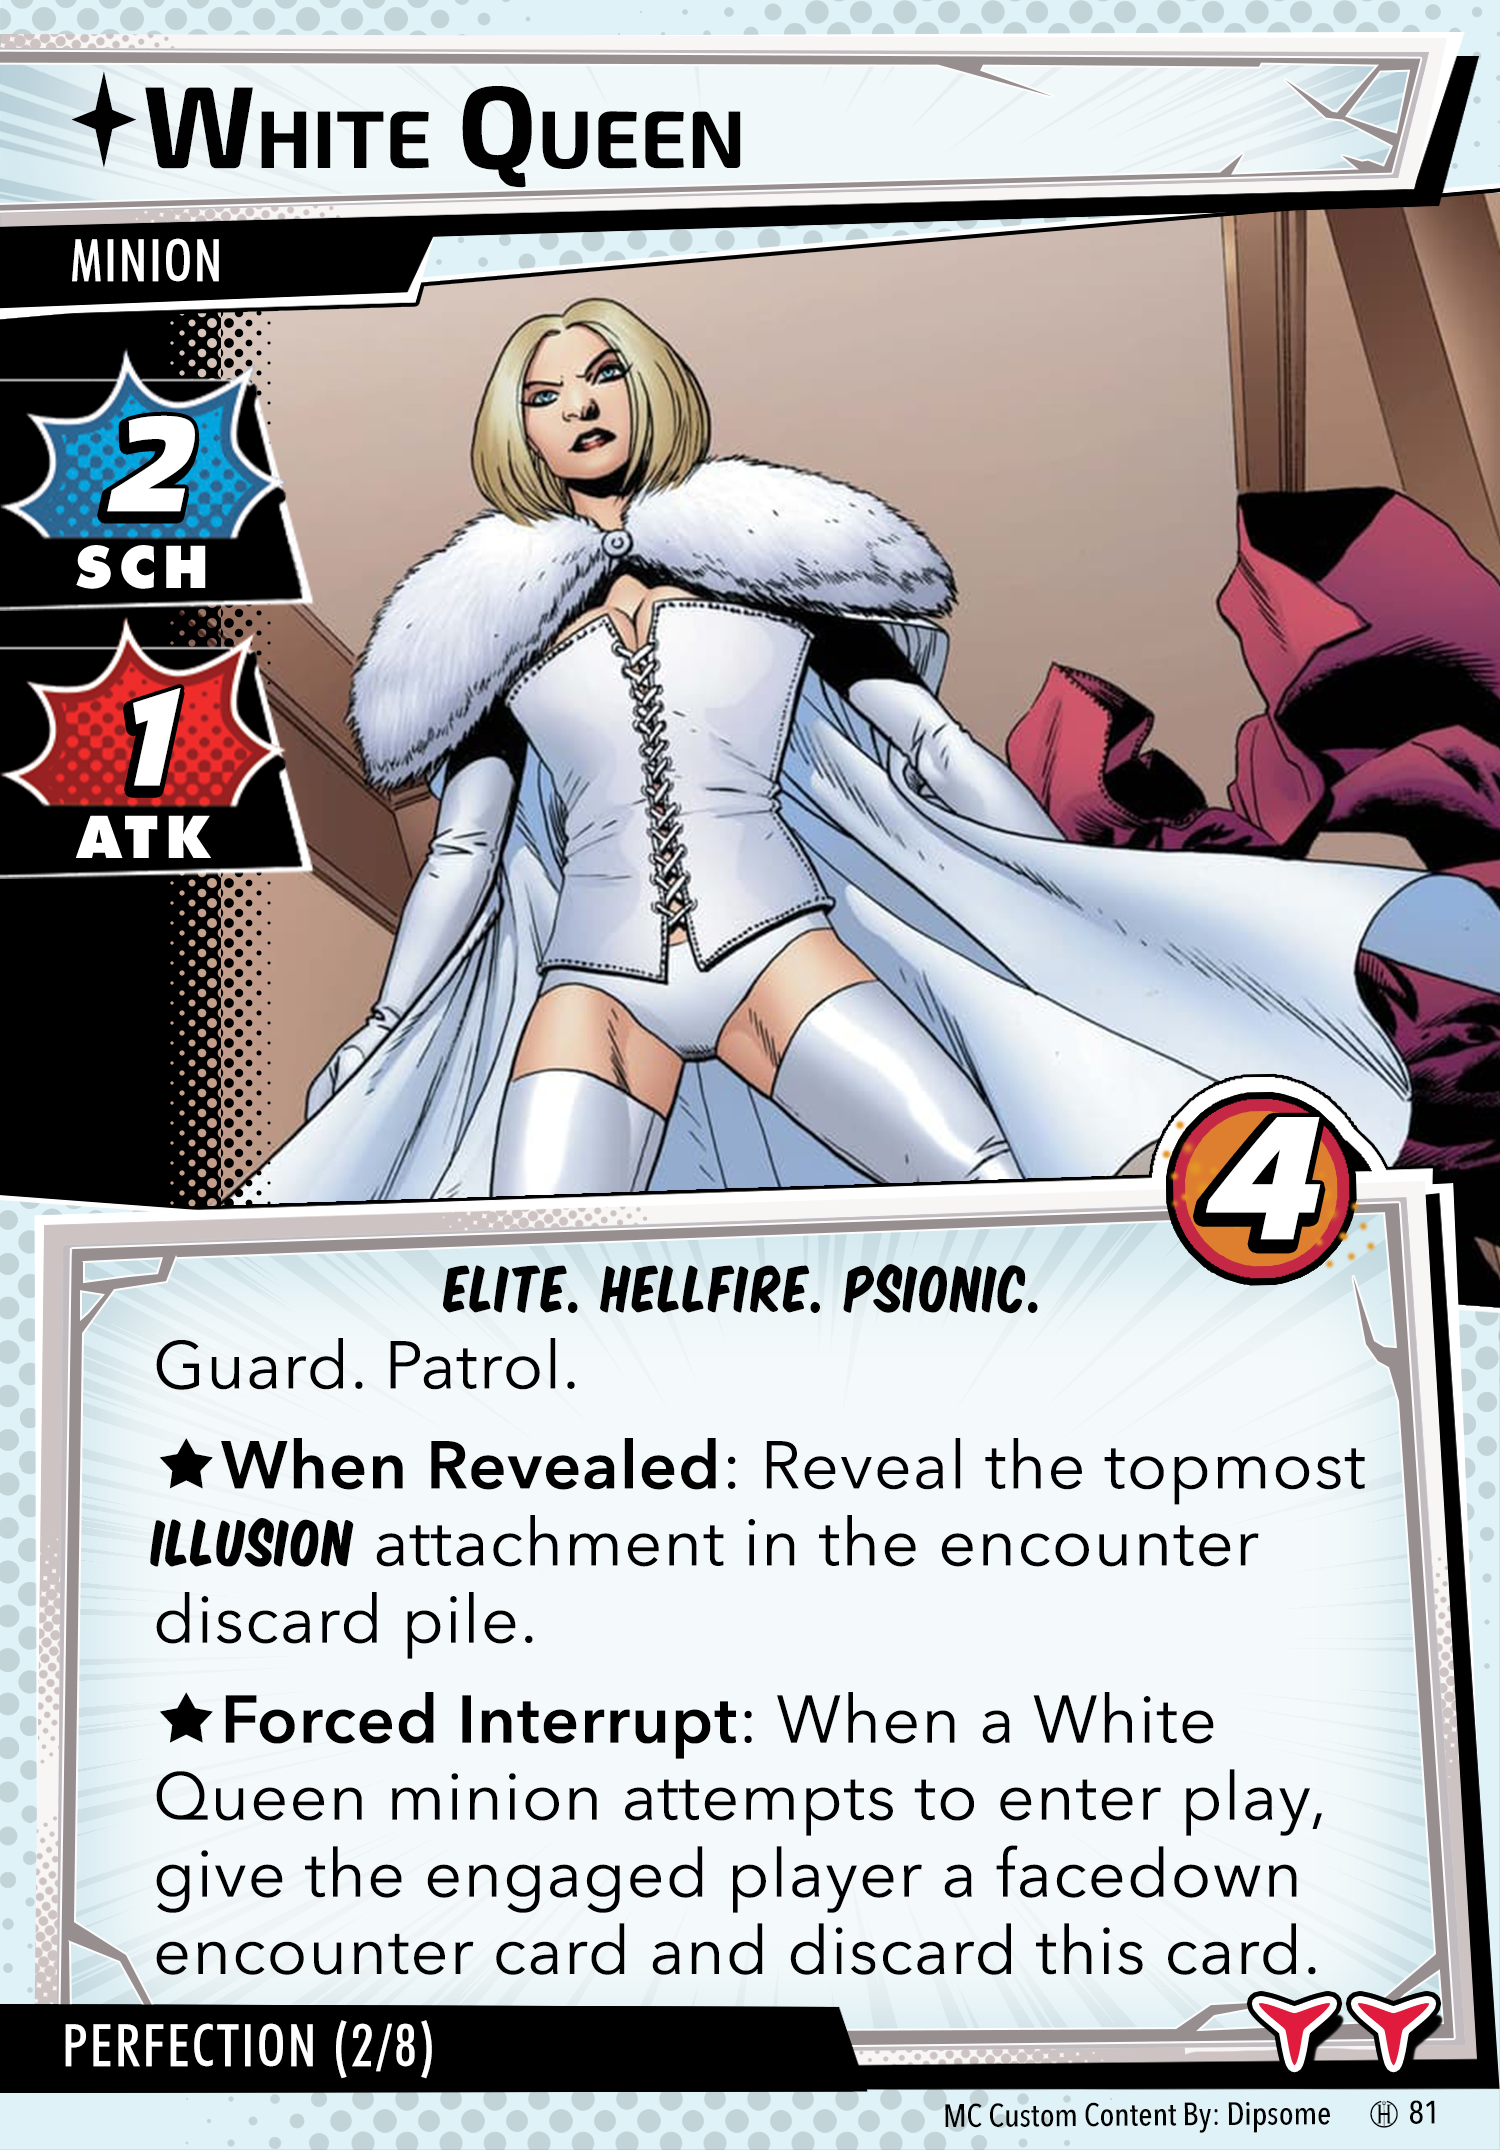 White Queen
MINION
2
SCH
1
ATK
4
ELITE. HELLFIRE. PSIONIC.
Guard. Patrol.
★When Revealed: Reveal the topmost
ILLUSION attachment in the encounter
discard pile.
★Forced Interrupt: When a White
Queen minion attempts to enter play,
give the engaged player a facedown
encounter card and discard this card.
PERFECTION (2/8)
MC Custom Content By: Dipsome H 81